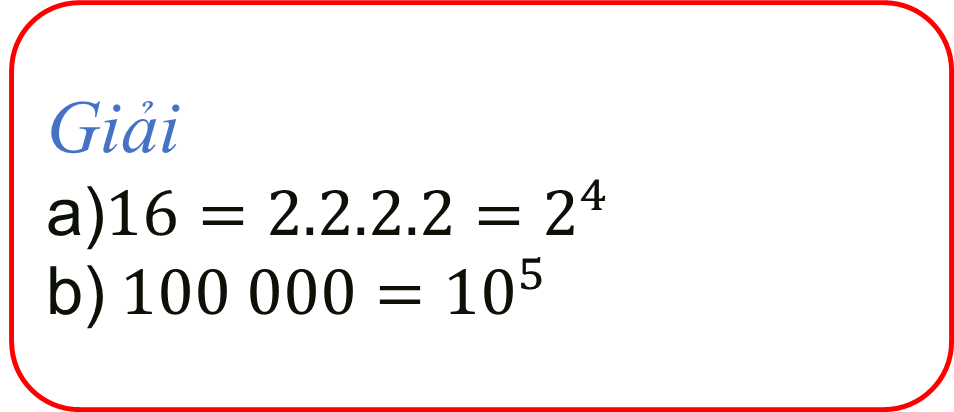 Giải
a)16 = 2.2.2.2 = 2⁴
b) 100 000 = 10⁵